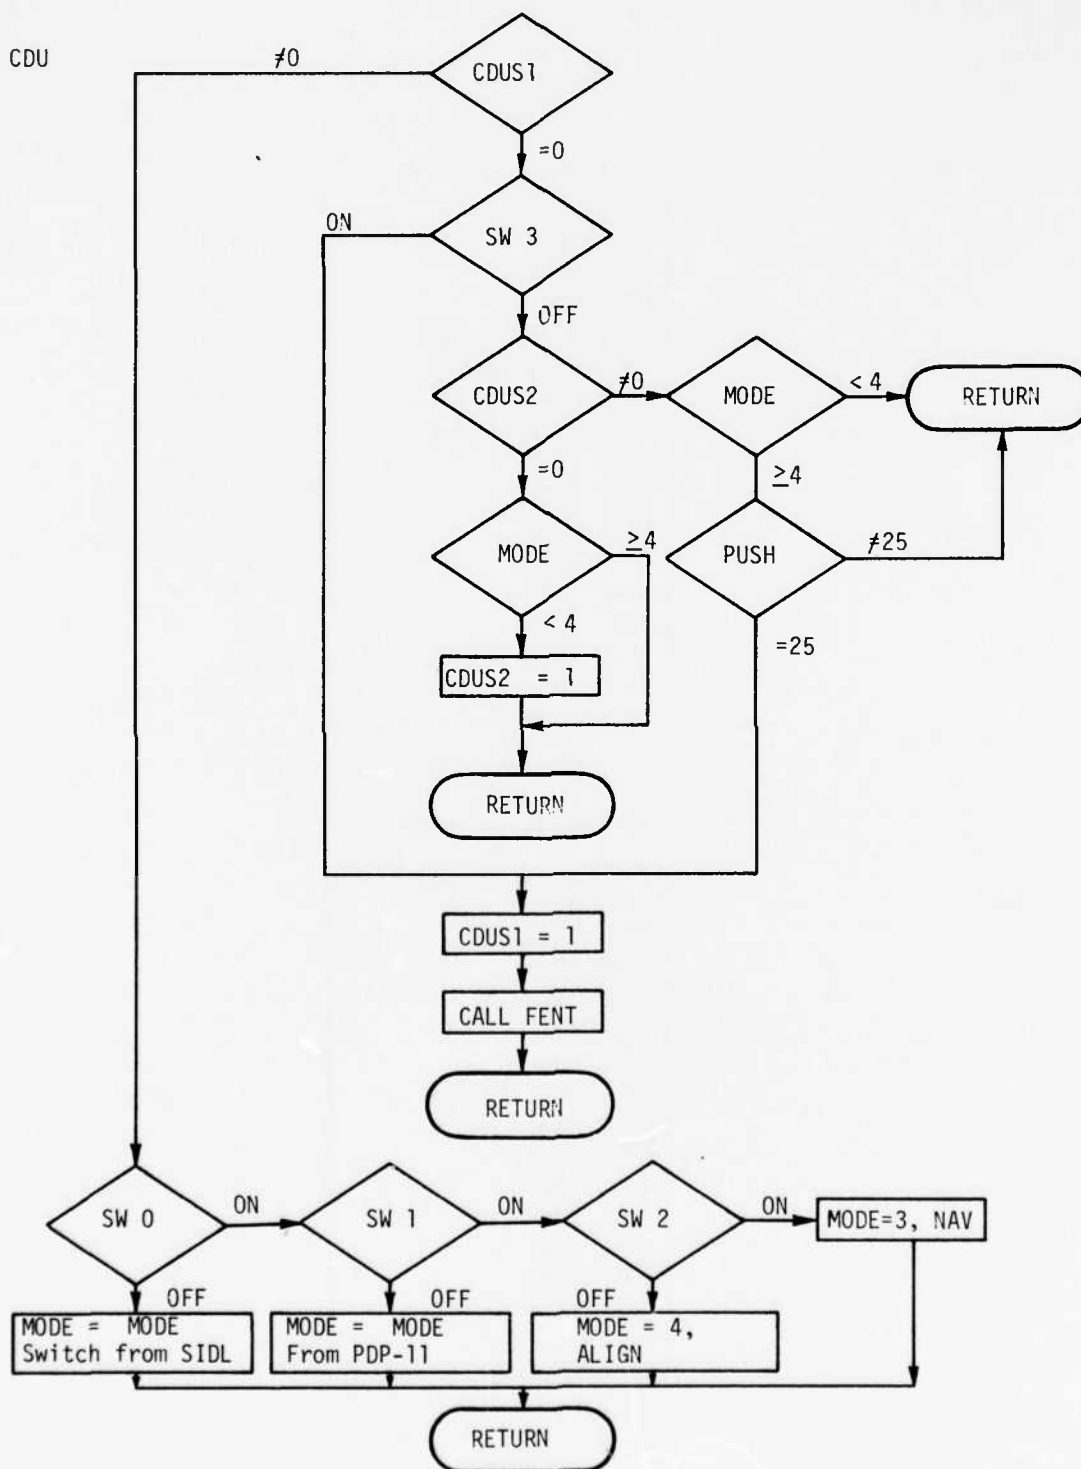 CDU
≠0
CDUS1
=0
ON
SW 3
OFF
CDUS2
≠0
MODE
< 4
RETURN
=0
≥4
MODE
≥4
PUSH
≠25
< 4
=25
CDUS2 = 1
RETURN
CDUS1 = 1
CALL FENT
RETURN
SW 0
ON
SW 1
ON
SW 2
ON
MODE=3, NAV
OFF
MODE = MODE
Switch from SIDL
OFF
MODE = MODE
From PDP-11
OFF
MODE = 4,
ALIGN
RETURN